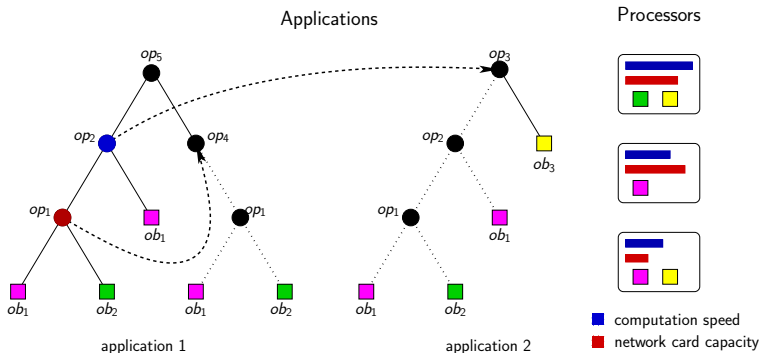 Applications
Processors
op5
op3
op2
op4
op2
ob3
op1
ob1
op1
op1
ob1
ob1
ob2
ob1
ob2
ob1
ob2
computation speed
network card capacity
application 1
application 2